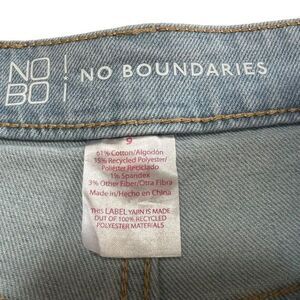 NO
BO
NO BOUNDARIES
9
61% Cotton/Algodón
15% Recycled Polyester/
Poliéster Reciclado
1% Spandex
3% Other Fiber/Otra Fibra
Made in/Hecho en China
THIS LABEL YARN IS MADE
OUT OF 100% RECYCLED
POLYESTER MATERIALS